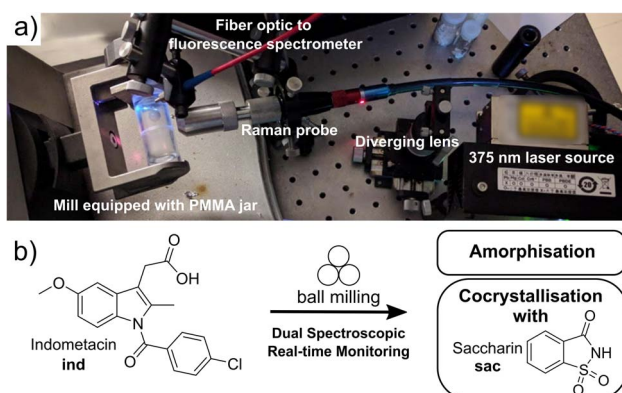 a)
Fiber optic to
fluorescence spectrometer
Raman probe
Diverging lens
375 nm laser source
Mill equipped with PMMA jar
20
b)
O
OH
O
N
O
Cl
Indometacin
ind
ball milling
Dual Spectroscopic
Real-time Monitoring
Amorphisation
Cocrystallisation
with
Saccharin
sac
O
NH
S
O O